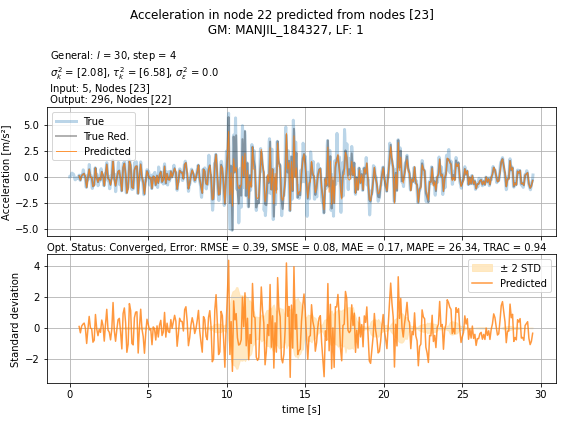 Acceleration in node 22 predicted from nodes [23]
GM: MANJIL_184327, LF: 1
General: l = 30, step = 4
σ²ₖ = [2.08], τ²ₖ = [6.58], σ²ε = 0.0
Input: 5, Nodes [23]
Output: 296, Nodes [22]
Acceleration [m/s²]
5.0
2.5
0.0
−2.5
−5.0
True
True Red.
Predicted
Opt. Status: Converged, Error: RMSE = 0.39, SMSE = 0.08, MAE = 0.17, MAPE = 26.34, TRAC = 0.94
Standard deviation
4
2
0
−2
± 2 STD
Predicted
0 5 10 15 20 25 30
time [s]